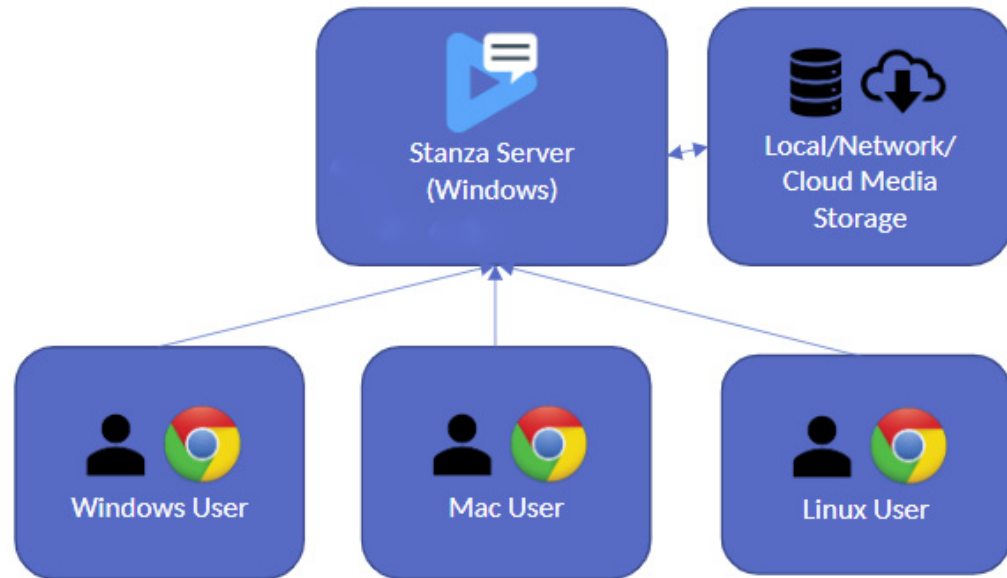 Stanza Server
(Windows)
Local/Network/
Cloud Media
Storage
Windows User
Mac User
Linux User